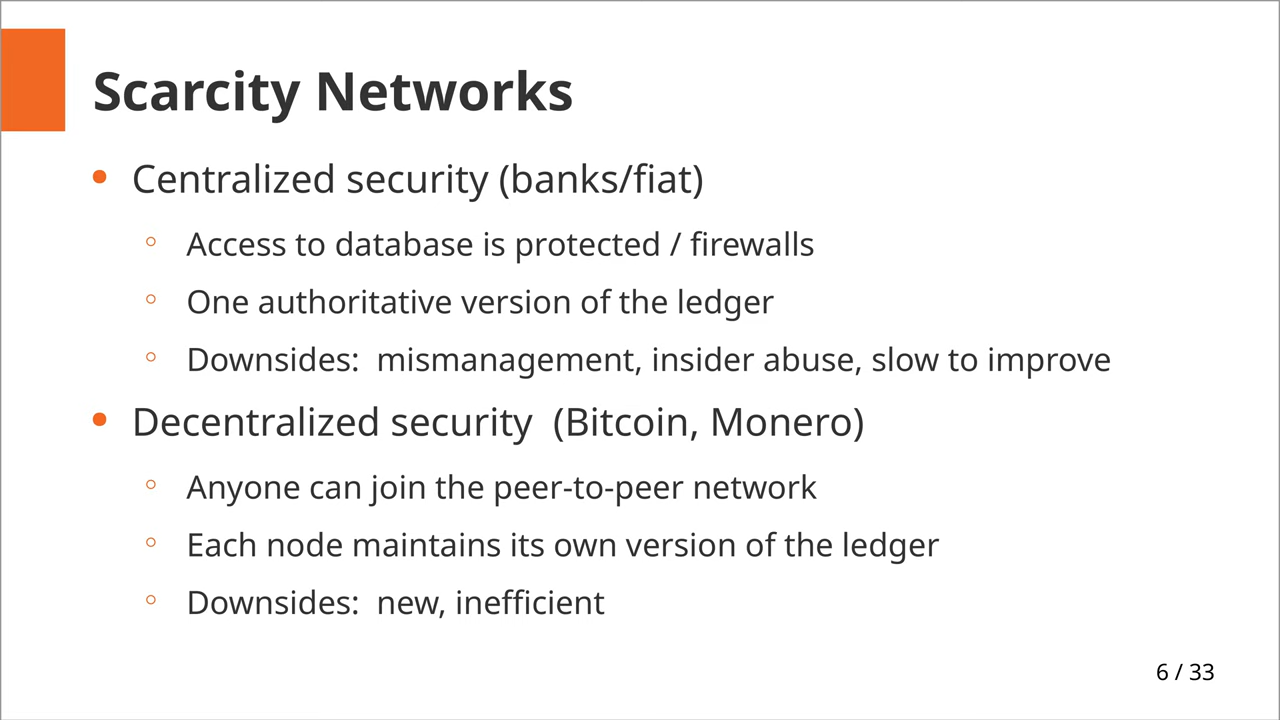 Scarcity Networks
Centralized security (banks/fiat)
Access to database is protected / firewalls
One authoritative version of the ledger
Downsides:  mismanagement, insider abuse, slow to improve
Decentralized security  (Bitcoin, Monero)
Anyone can join the peer-to-peer network
Each node maintains its own version of the ledger
Downsides:  new, inefficient
6 / 33